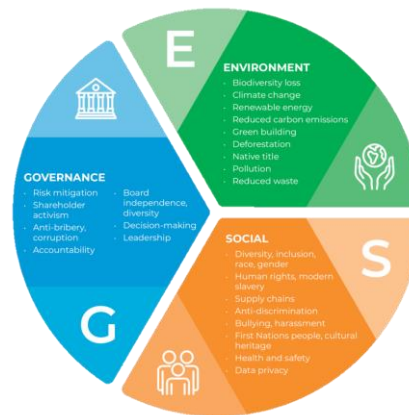 E
ENVIRONMENT
· Biodiversity loss
· Climate change
· Renewable energy
· Reduced carbon emissions
· Green building
· Deforestation
· Native title
· Pollution
· Reduced waste
GOVERNANCE
· Risk mitigation
· Shareholder
activism
· Anti-bribery,
corruption
· Accountability
· Board
independence,
diversity
· Decision-making
· Leadership
G
SOCIAL
· Diversity, inclusion,
race, gender
· Human rights, modern
slavery
· Supply chains
· Anti-discrimination
· Bullying, harassment
· First Nations people, cultural
heritage
· Health and safety
· Data privacy
S